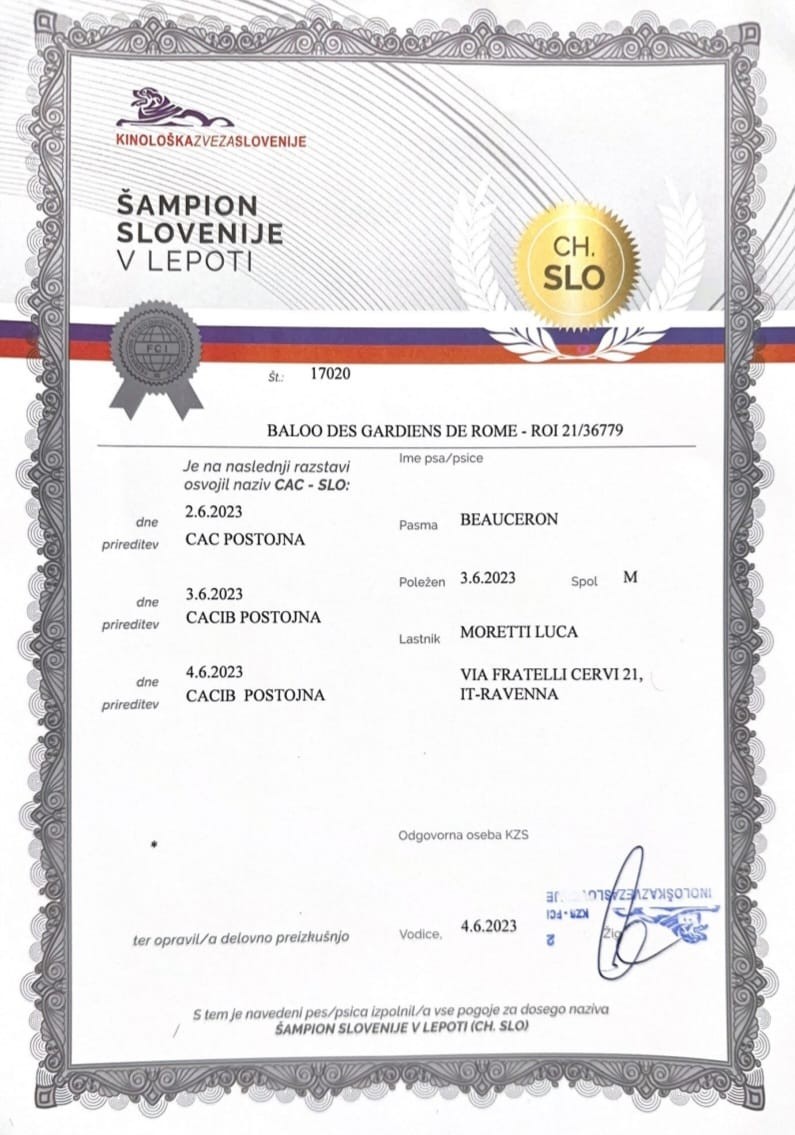 KINOLOŠKAZVEZASLOVENIJE
ŠAMPION
SLOVENIJE
V LEPOTI
CH.
SLO
FCI
Št.: 17020
BALOO DES GARDIENS DE ROME - ROI 21/36779
Ime psa/psice
Je na naslednji razstavi
osvojil naziv CAC - SLO:
dne 2.6.2023
prireditev CAC POSTOJNA
dne 3.6.2023
prireditev CACIB POSTOJNA
dne 4.6.2023
prireditev CACIB POSTOJNA
Pasma BEAUCERON
Poležen 3.6.2023 Spol M
Lastnik MORETTI LUCA
VIA FRATELLI CERVI 21,
IT-RAVENNA
*
ter opravil/a delovno preizkušnjo
Odgovorna oseba KZS
Vodice, 4.6.2023 Žig
KZS - FCI
2
S tem je navedeni pes/psica izpolnil/a vse pogoje za dosego naziva
ŠAMPION SLOVENIJE V LEPOTI (CH. SLO)